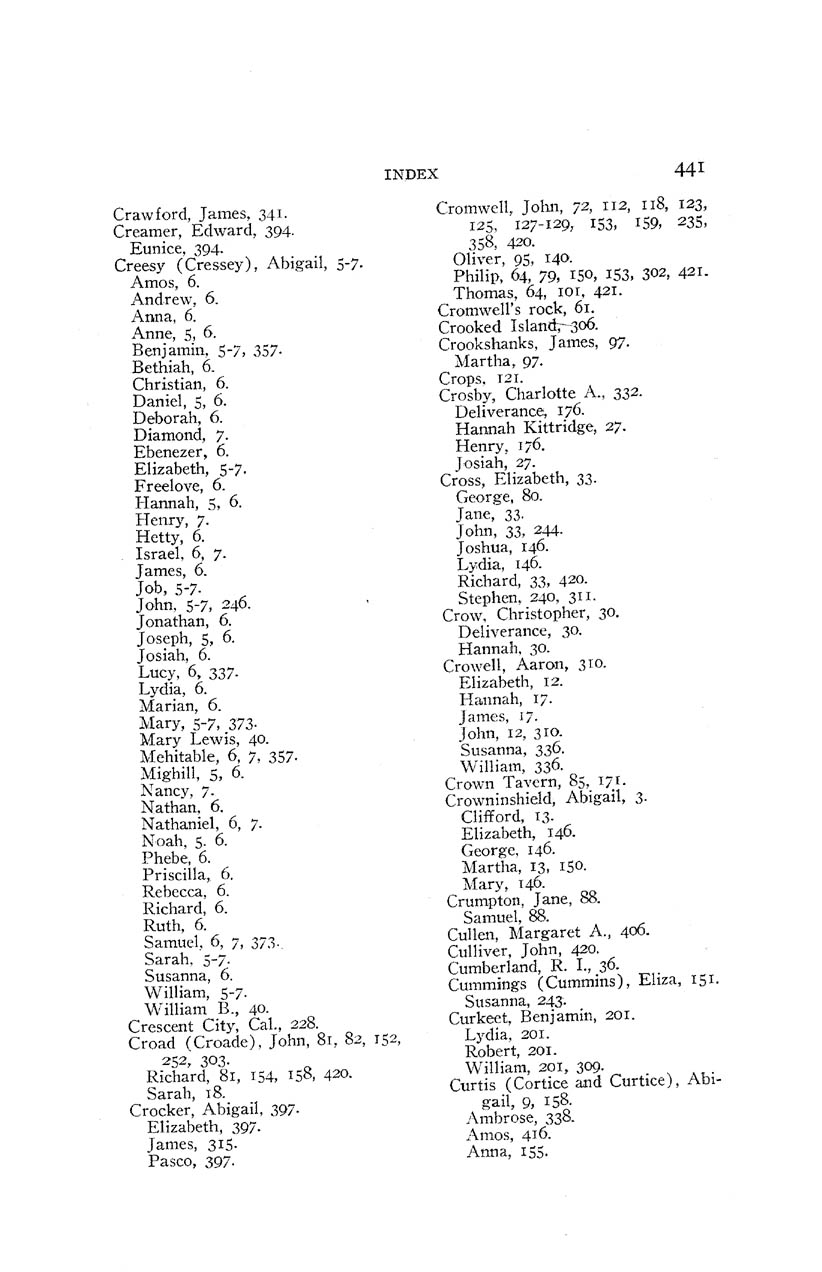 INDEX
441
Crawford, James, 341.
Creamer, Edward, 394.
Eunice, 394.
Creesy (Cressey), Abigail, 5-7.
Amos, 6.
Andrew, 6.
Anna, 6.
Anne, 5, 6.
Benjamin, 5-7, 357.
Bethiah, 6.
Christian, 6.
Daniel, 5, 6.
Deborah, 6.
Diamond, 7.
Ebenezer, 6.
Elizabeth, 5-7.
Freelove, 6.
Hannah, 5, 6.
Henry, 7.
Hetty, 6.
Israel, 6, 7.
James, 6.
Job, 5-7.
John, 5-7, 246.
Jonathan, 6.
Joseph, 5, 6.
Josiah, 6.
Lucy, 6, 337.
Lydia, 6.
Marian, 6.
Mary, 5-7, 373.
Mary Lewis, 40.
Mehitable, 6, 7, 357.
Mighill, 5, 6.
Nancy, 7.
Nathan, 6.
Nathaniel, 6, 7.
Noah, 5. 6.
Phebe, 6.
Priscilla, 6.
Rebecca, 6.
Richard, 6.
Ruth, 6.
Samuel, 6, 7, 373.
Sarah, 5-7.
Susanna, 6.
William, 5-7.
William B., 40.
Crescent City, Cal., 228.
Croad (Croade), John, 81, 82, 152,
252, 303.
Richard, 81, 154, 158, 420.
Sarah, 18.
Crocker, Abigail, 397.
Elizabeth, 397.
James, 315.
Pasco, 397.
Cromwell, John, 72, 112, 118, 123,
125, 127-129, 153, 159, 235,
358, 420.
Oliver, 95, 140.
Philip, 64, 79, 150, 153, 302, 421.
Thomas, 64, 101, 421.
Cromwell's rock, 61.
Crooked Island, 306.
Crookshanks, James, 97.
Martha, 97.
Crops, 121.
Crosby, Charlotte A., 332.
Deliverance, 176.
Hannah Kittridge, 27.
Henry, 176.
Josiah, 27.
Cross, Elizabeth, 33.
George, 80.
Jane, 33.
John, 33, 244.
Joshua, 146.
Lydia, 146.
Richard, 33, 420.
Stephen, 240, 311.
Crow, Christopher, 30.
Deliverance, 30.
Hannah, 30.
Crowell, Aaron, 310.
Elizabeth, 12.
Hannah, 17.
James, 17.
John, 12, 310.
Susanna, 336.
William, 336.
Crown Tavern, 85, 171.
Crowninshield, Abigail, 3.
Clifford, 13.
Elizabeth, 146.
George, 146.
Martha, 13, 150.
Mary, 146.
Crumpton, Jane, 88.
Samuel, 88.
Cullen, Margaret A., 406.
Culliver, John, 420.
Cumberland, R. I., 36.
Cummings (Cummins), Eliza, 151.
Susanna, 243.
Curkeet, Benjamin, 201.
Lydia, 201.
Robert, 201.
William, 201, 309.
Curtis (Cortice and Curtice), Abi-
gail, 9, 158.
Ambrose, 338.
Amos, 416.
Anna, 155.